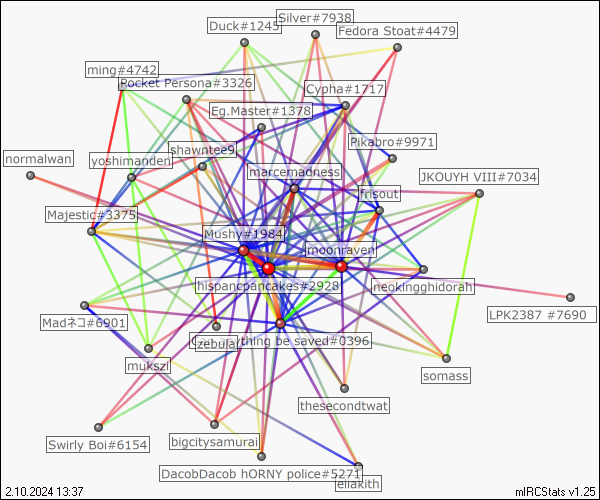 Silver#7938
Duck#1245
Fedora Stoat#4479
ming#4742
Pocket Persona#3326
Cypha#1717
Eg.Master#1378
Pikabro#9971
shawntee9
normalwan
yoshimanden
marcemadness
JKOUYH VIII#7034
frisout
Majestic#3375
Mushy#1984
moonraven
hispancpancakes#2928
neokingghidorah
LPK2387 #7690
Madネコ#6901
zebulai
anything be saved#0396
mukszi
somass
thesecondtwat
Swirly Boi#6154
bigcitysamurai
DacobDacob hORNY police#5271
eliakith
2.10.2024 13:37
mIRCStats v1.25